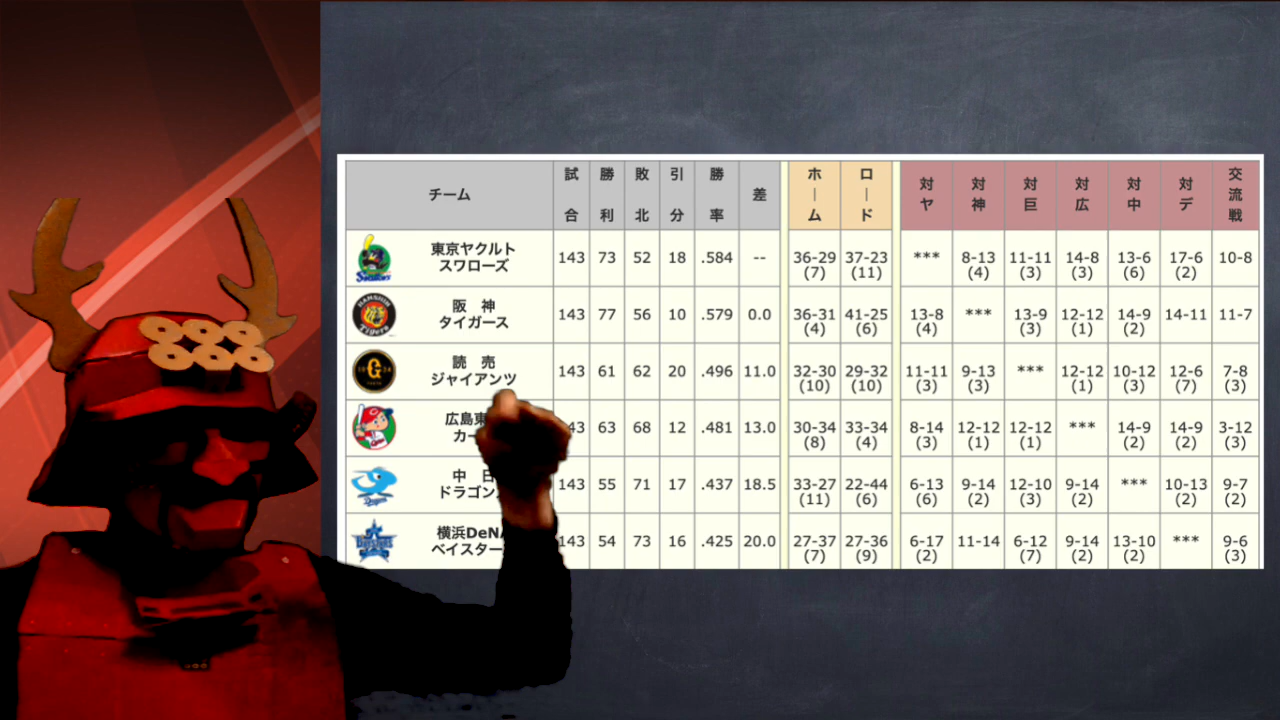 チーム 試合 勝利 敗北 引分 勝率 差 ホーム ロード 対ヤ 対神 対巨 対広 対中 対デ 交流戦
東京ヤクルト
スワローズ
143 73 52 18 .584 -- 36-29 37-23 *** 8-13 11-11 14-8 13-6 17-6 10-8
(7) (11) (4) (3) (3) (6) (2)
阪 神
タイガース
143 77 56 10 .579 0.0 36-31 41-25 13-8 *** 13-9 12-12 14-9 14-11 11-7
(4) (6) (4) (3) (1) (2)
読 売
ジャイアンツ
143 61 62 20 .496 11.0 32-30 29-32 11-11 9-13 *** 12-12 10-12 12-6 7-8
(10) (10) (3) (3) (1) (3) (7) (3)
広島東
カー
43 63 68 12 .481 13.0 30-34 33-34 8-14 12-12 12-12 *** 14-9 14-9 3-12
(8) (4) (3) (1) (1) (2) (2) (3)
中 日
ドラゴン
143 55 71 17 .437 18.5 33-27 22-44 6-13 9-14 12-10 9-14 *** 10-13 9-7
(11) (6) (6) (2) (3) (2) (2) (2)
横浜DeNA
ベイスター
143 54 73 16 .425 20.0 27-37 27-36 6-17 11-14 6-12 9-14 13-10 *** 9-6
(7) (9) (2) (7) (2) (2) (3)